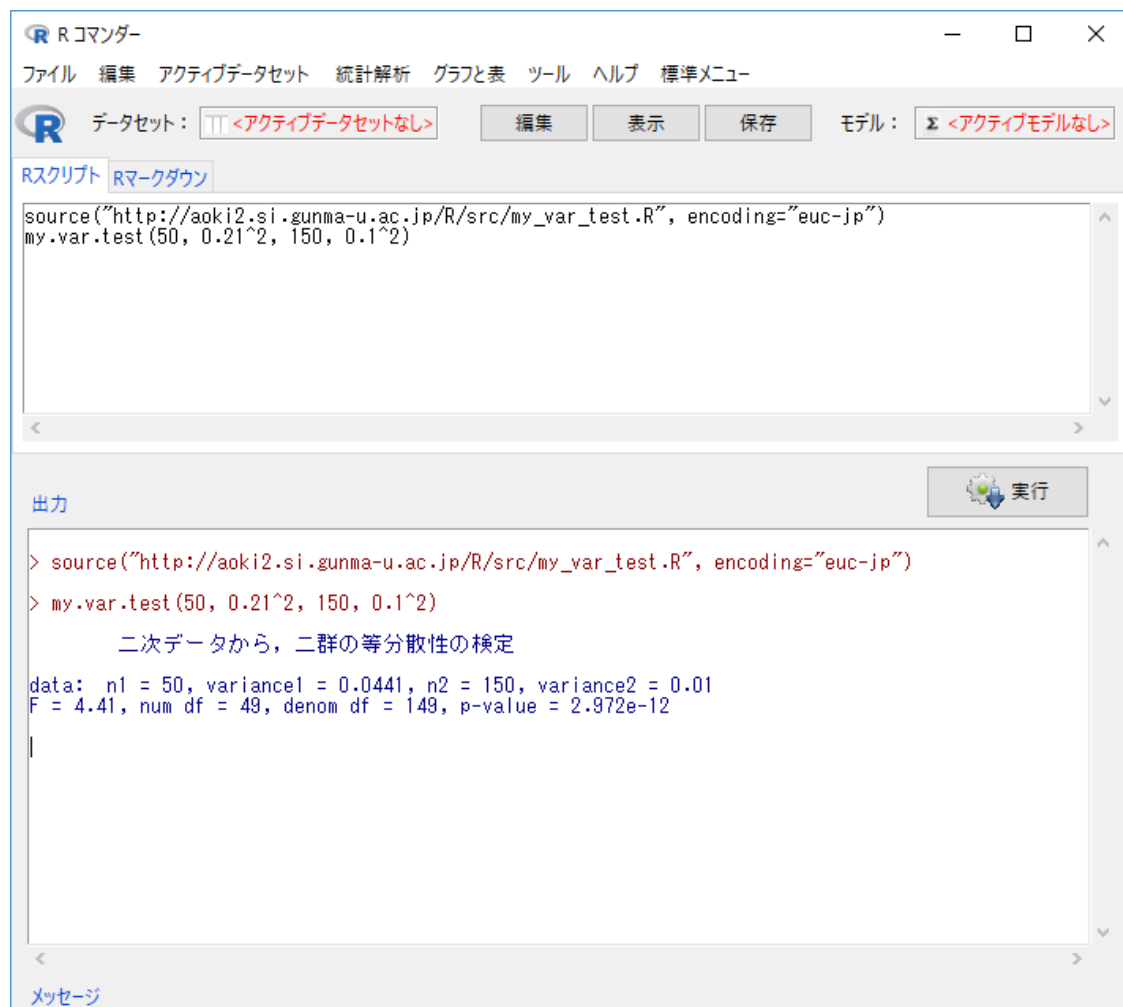 R コマンダー
ファイル 編集 アクティブデータセット 統計解析 グラフと表 ツール ヘルプ 標準メニュー
データセット： <アクティブデータセットなし> 編集 表示 保存 モデル： Σ <アクティブモデルなし>
Rスクリプト Rマークダウン
source("http://aoki2.si.gunma-u.ac.jp/R/src/my_var_test.R", encoding="euc-jp")
my.var.test(50, 0.21^2, 150, 0.1^2)
実行
出力
> source("http://aoki2.si.gunma-u.ac.jp/R/src/my_var_test.R", encoding="euc-jp")
> my.var.test(50, 0.21^2, 150, 0.1^2)
二次データから，二群の等分散性の検定
data:  n1 = 50, variance1 = 0.0441, n2 = 150, variance2 = 0.01
F = 4.41, num df = 49, denom df = 149, p-value = 2.972e-12
メッセージ